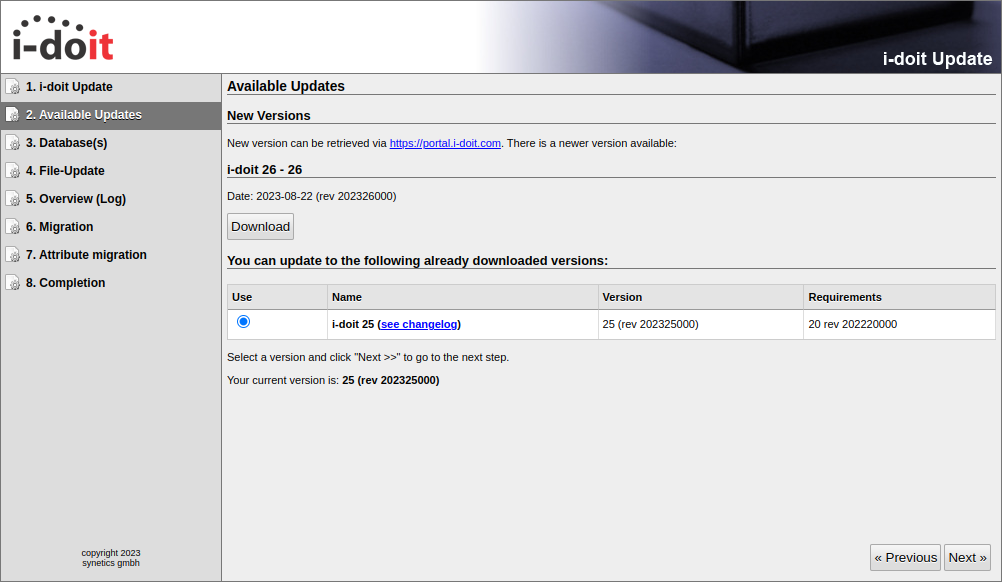 i-doit
i-doit Update
1. i-doit Update
2. Available Updates
3. Database(s)
4. File-Update
5. Overview (Log)
6. Migration
7. Attribute migration
8. Completion
copyright 2023
synetics gmbh
Available Updates
New Versions
New version can be retrieved via https://portal.i-doit.com. There is a newer version available:
i-doit 26 - 26
Date: 2023-08-22 (rev 202326000)
Download
You can update to the following already downloaded versions:
Use Name Version Requirements
i-doit 25 (see changelog) 25 (rev 202325000) 20 rev 202220000
Select a version and click "Next >>" to go to the next step.
Your current version is: 25 (rev 202325000)
« Previous Next »